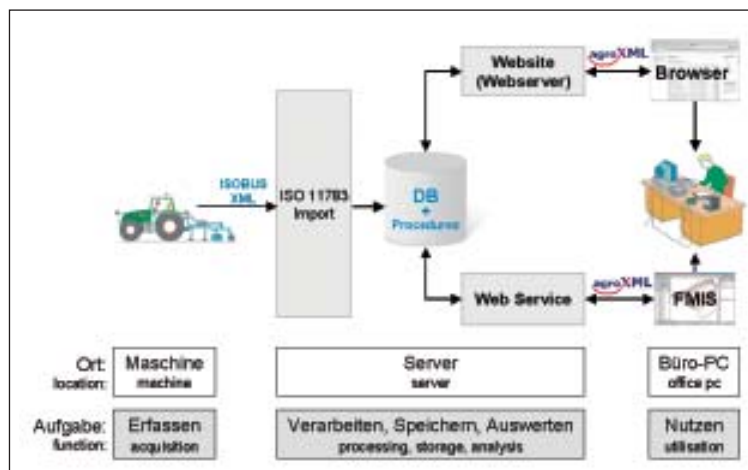 Website
(Webserver)
agroXML
Browser
ISOBUS
XML
ISO 11783
Import
DB
+
Procedures
Web Service
agroXML
FMIS
Ort:
location:
Maschine
machine
Server
server
Büro-PC
office pc
Aufgabe:
function:
Erfassen
acquisition
Verarbeiten, Speichern, Auswerten
processing, storage, analysis
Nutzen
utilisation